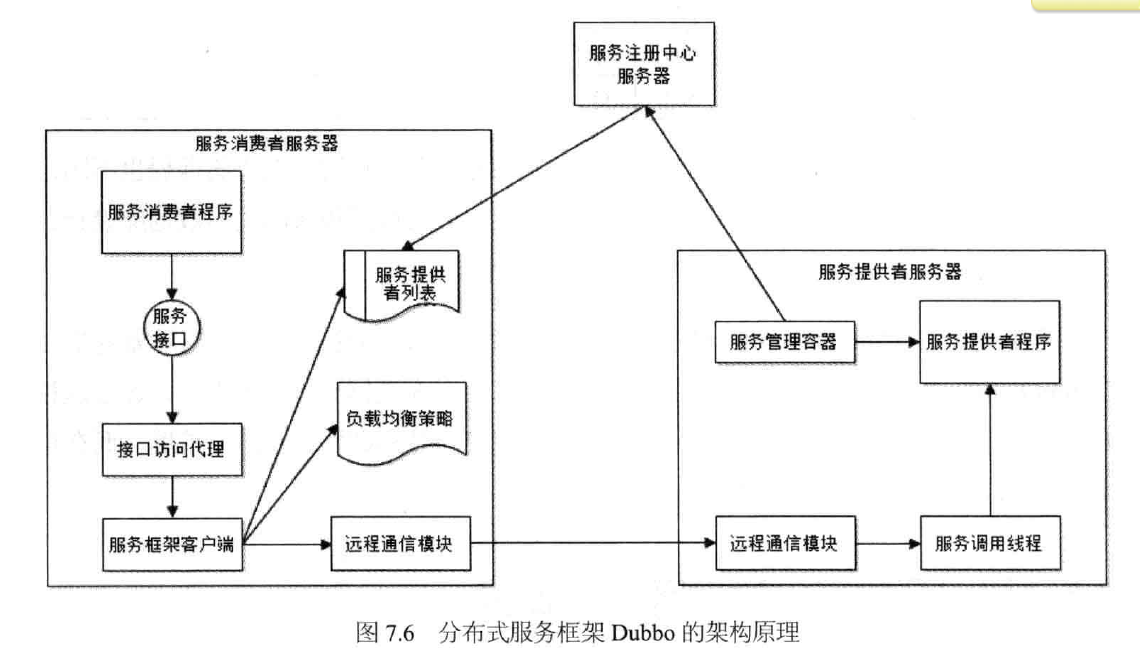 服务注册中心
服务器
服务消费者服务器
服务消费者程序
服务
接口
接口访问代理
服务框架客户端
服务提供
者列表
负载均衡策略
远程通信模块
服务提供者服务器
服务管理容器
服务提供者程序
远程通信模块
服务调用线程
图 7.6 分布式服务框架 Dubbo 的架构原理